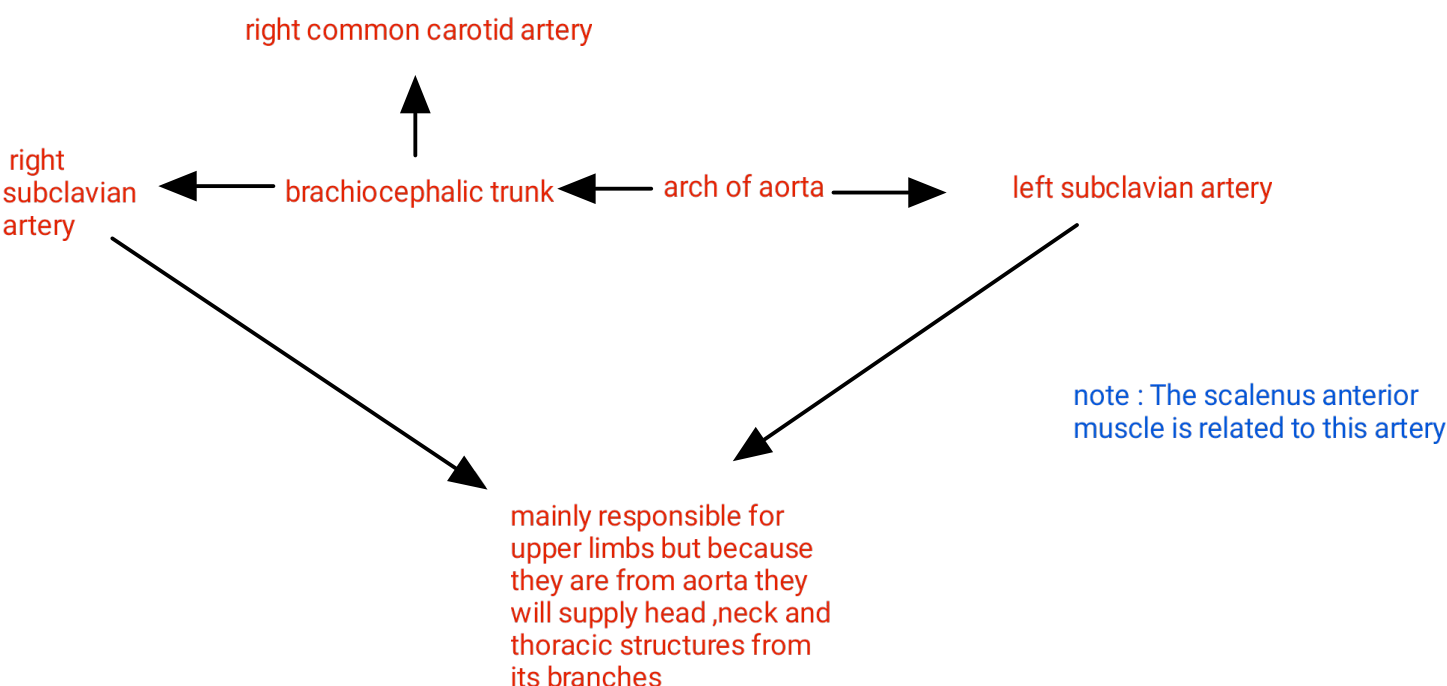 right common carotid artery
right
subclavian
artery
brachiocephalic trunk
arch of aorta
left subclavian artery
note : The scalenus anterior
muscle is related to this artery
mainly responsible for
upper limbs but because
they are from aorta they
will supply head ,neck and
thoracic structures from
its branches